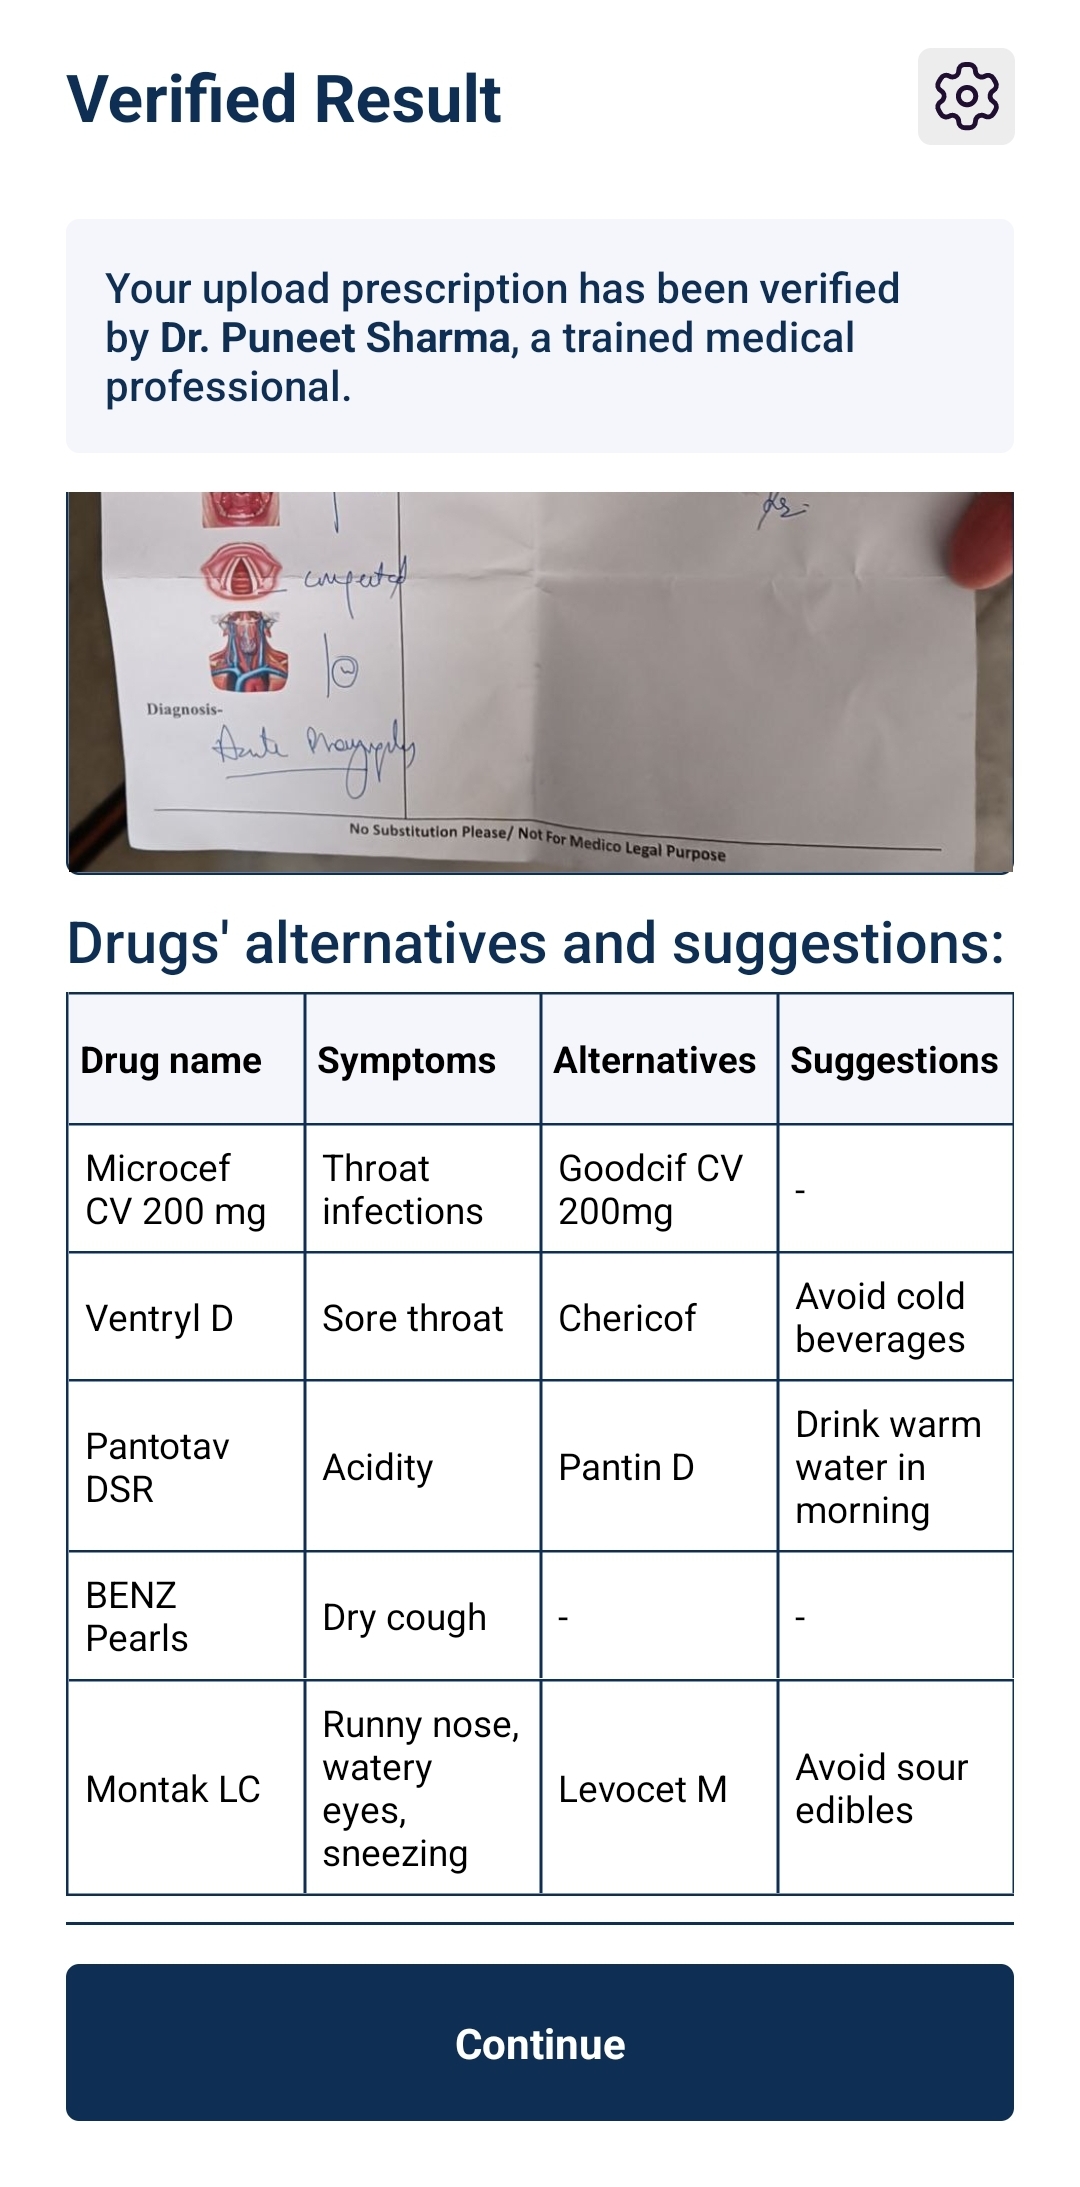 Verified Result
Your upload prescription has been verified
by Dr. Puneet Sharma, a trained medical
professional.
Diagnosis-
Acute
No Substitution Please/ Not For Medico Legal Purpose
Drugs' alternatives and suggestions:
Drug name Symptoms Alternatives Suggestions
Microcef CV 200 mg Throat infections Goodcif CV 200mg -
Ventryl D Sore throat Chericof Avoid cold beverages
Pantotav DSR Acidity Pantin D Drink warm water in morning
BENZ Pearls Dry cough - -
Montak LC Runny nose, watery eyes, sneezing Levocet M Avoid sour edibles
Continue